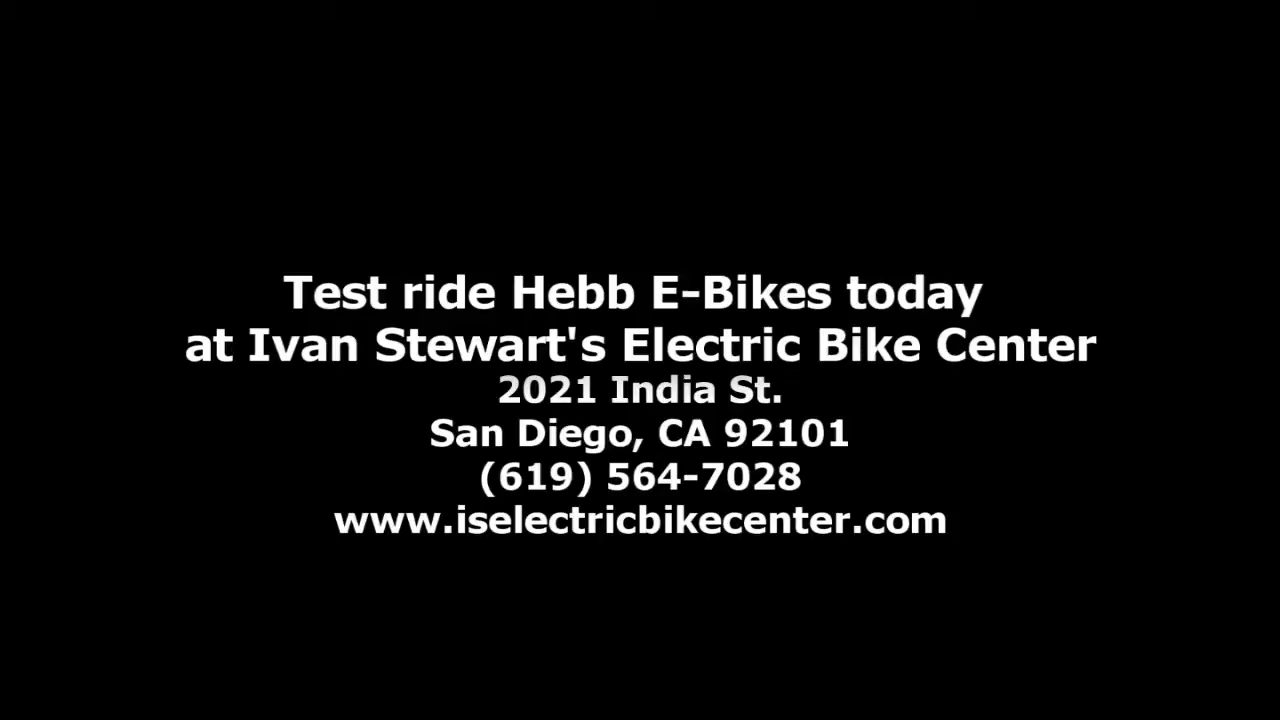 Test ride Hebb E-Bikes today
at Ivan Stewart's Electric Bike Center
2021 India St.
San Diego, CA 92101
(619) 564-7028
www.iselectricbikecenter.com